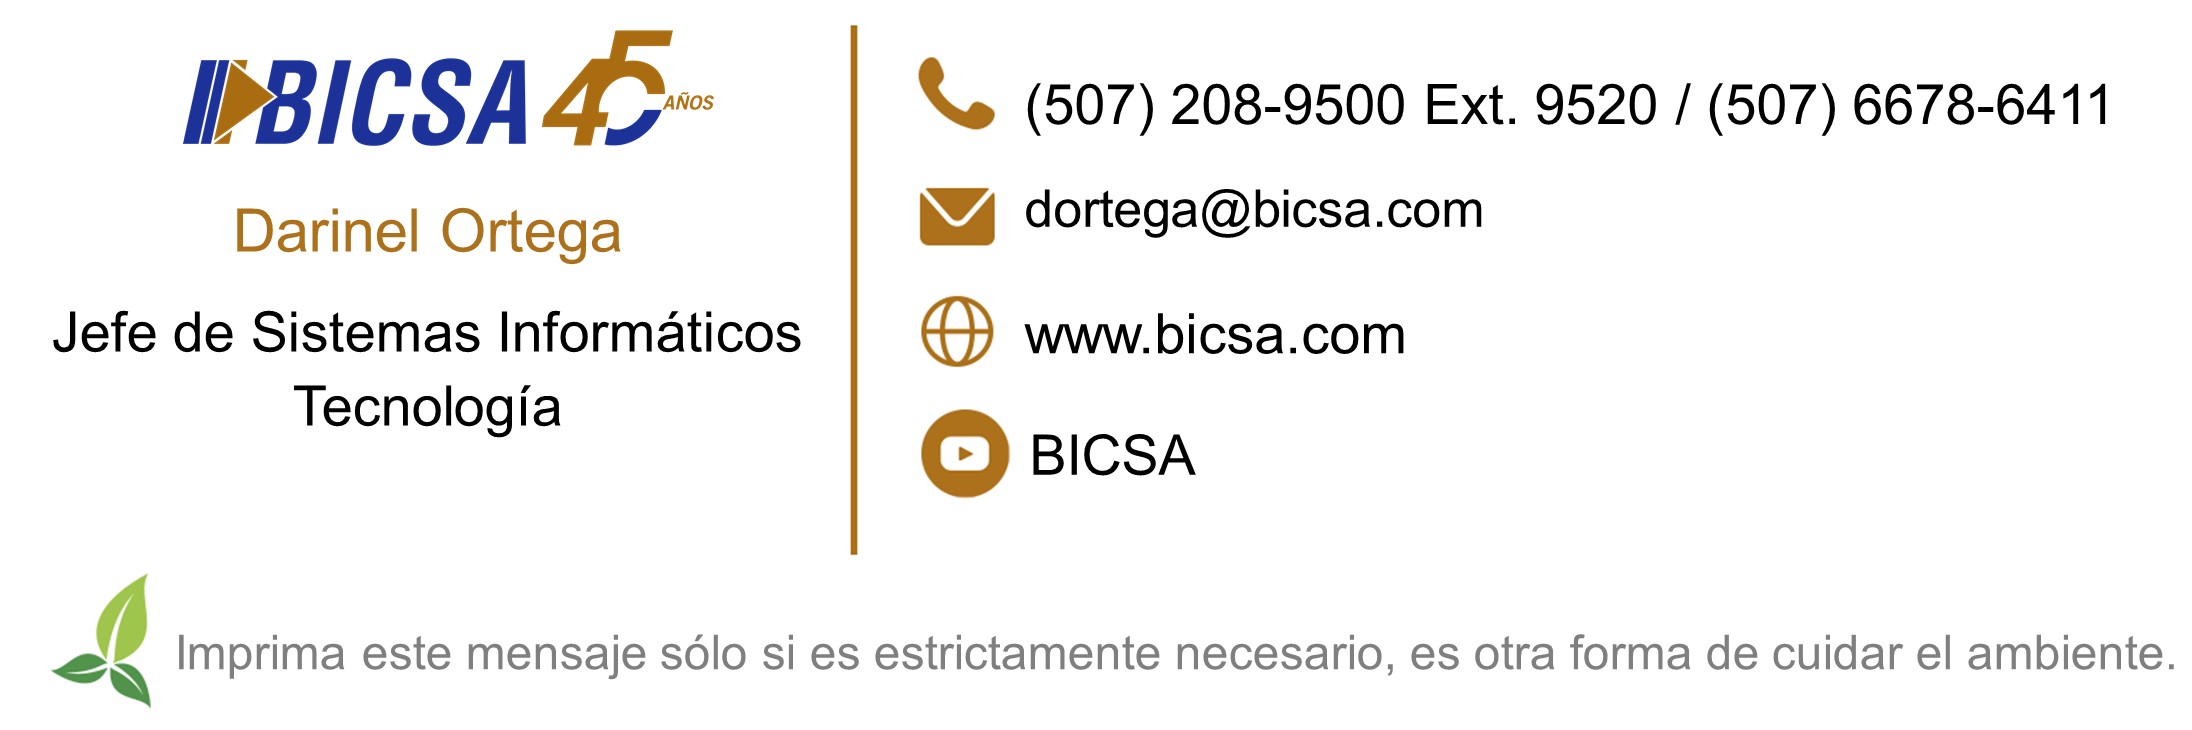 BICSA 45 AÑOS
Darinel Ortega
Jefe de Sistemas Informáticos
Tecnología
(507) 208-9500 Ext. 9520 / (507) 6678-6411
dortega@bicsa.com
www.bicsa.com
BICSA
Imprima este mensaje sólo si es estrictamente necesario, es otra forma de cuidar el ambiente.